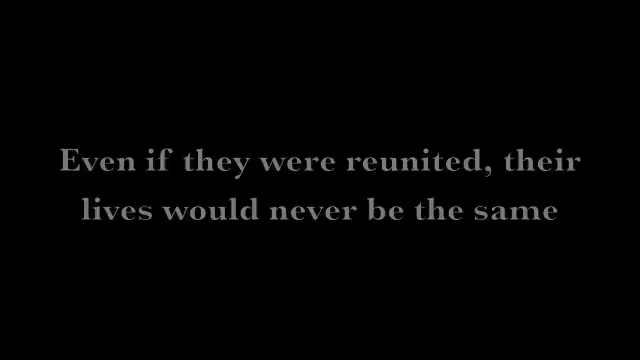 Even if they were reunited, their
lives would never be the same